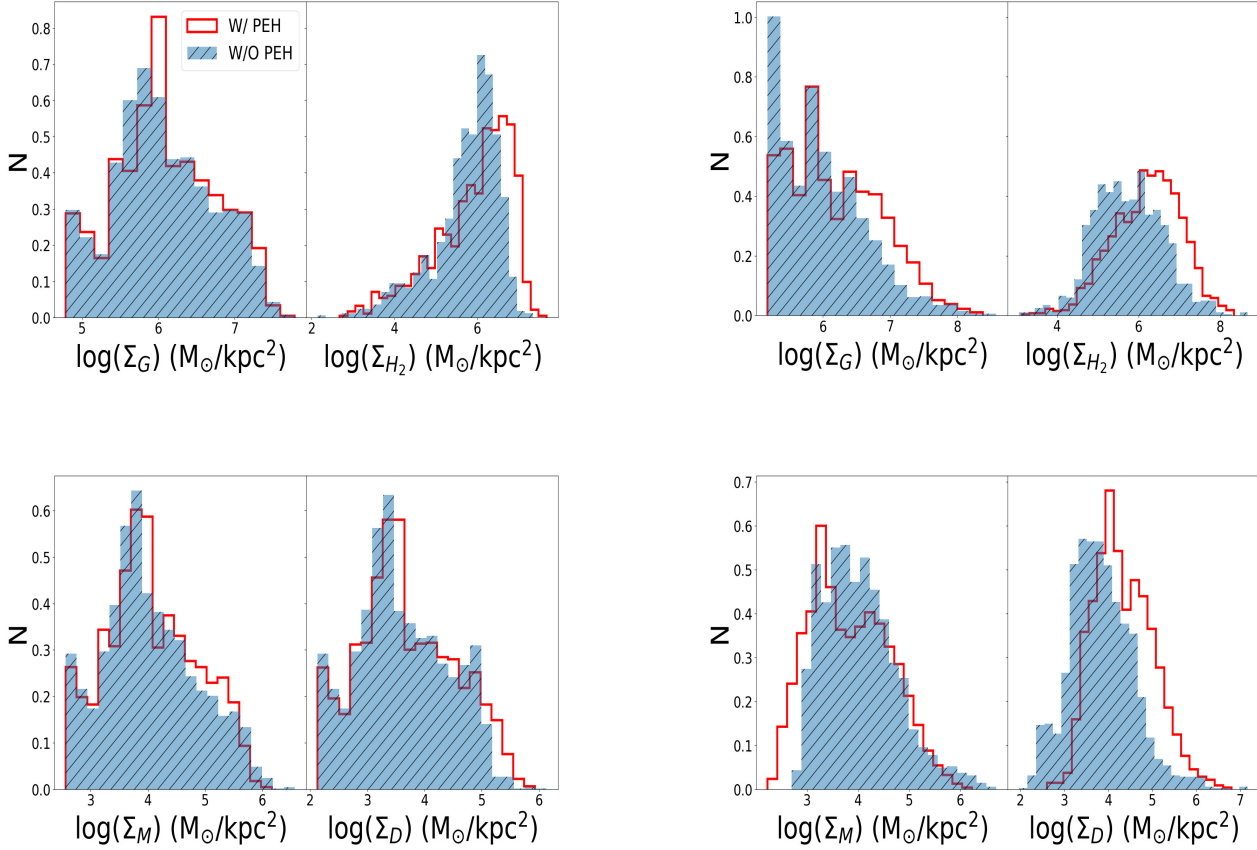 0.8
0.7
0.6
0.5
0.4
0.3
0.2
0.1
0.0
N
W/ PEH
W/O PEH
5 6 7 2 4 6
log(Σ_G) (M_⊙/kpc²) log(Σ_{H₂}) (M_⊙/kpc²)
1.0
0.8
0.6
0.4
0.2
0.0
N
6 7 8 4 6 8
log(Σ_G) (M_⊙/kpc²) log(Σ_{H₂}) (M_⊙/kpc²)
0.6
0.5
0.4
0.3
0.2
0.1
0.0
N
3 4 5 6 2 3 4 5 6
log(Σ_M) (M_⊙/kpc²) log(Σ_D) (M_⊙/kpc²)
0.7
0.6
0.5
0.4
0.3
0.2
0.1
0.0
N
3 4 5 6 2 3 4 5 6 7
log(Σ_M) (M_⊙/kpc²) log(Σ_D) (M_⊙/kpc²)